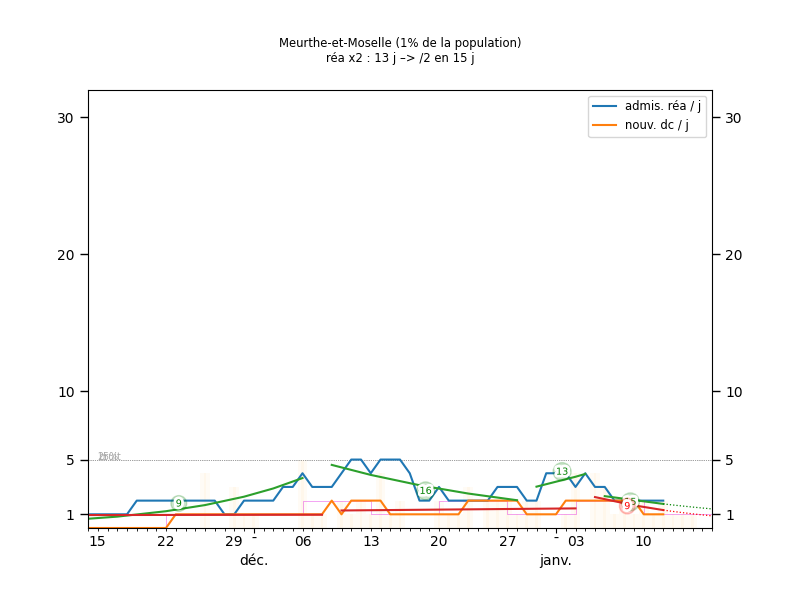 Meurthe-et-Moselle (1% de la population)
réa x2 : 13 j –> /2 en 15 j
admis. réa / j
nouv. dc / j
30 30
20 20
10 10
5 5
1 1
9
16
13
9
15 22 29 - 06 13 20 27 - 03 10
déc. janv.